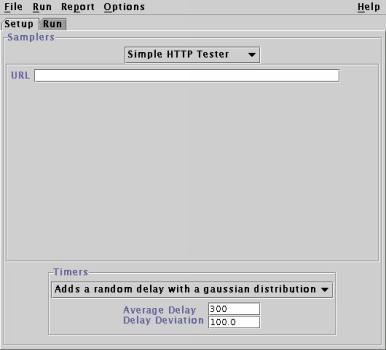 File Run Report Options Help
Setup Run
Samplers
Simple HTTP Tester
URL
Timers
Adds a random delay with a gaussian distribution
Average Delay 300
Delay Deviation 100.0